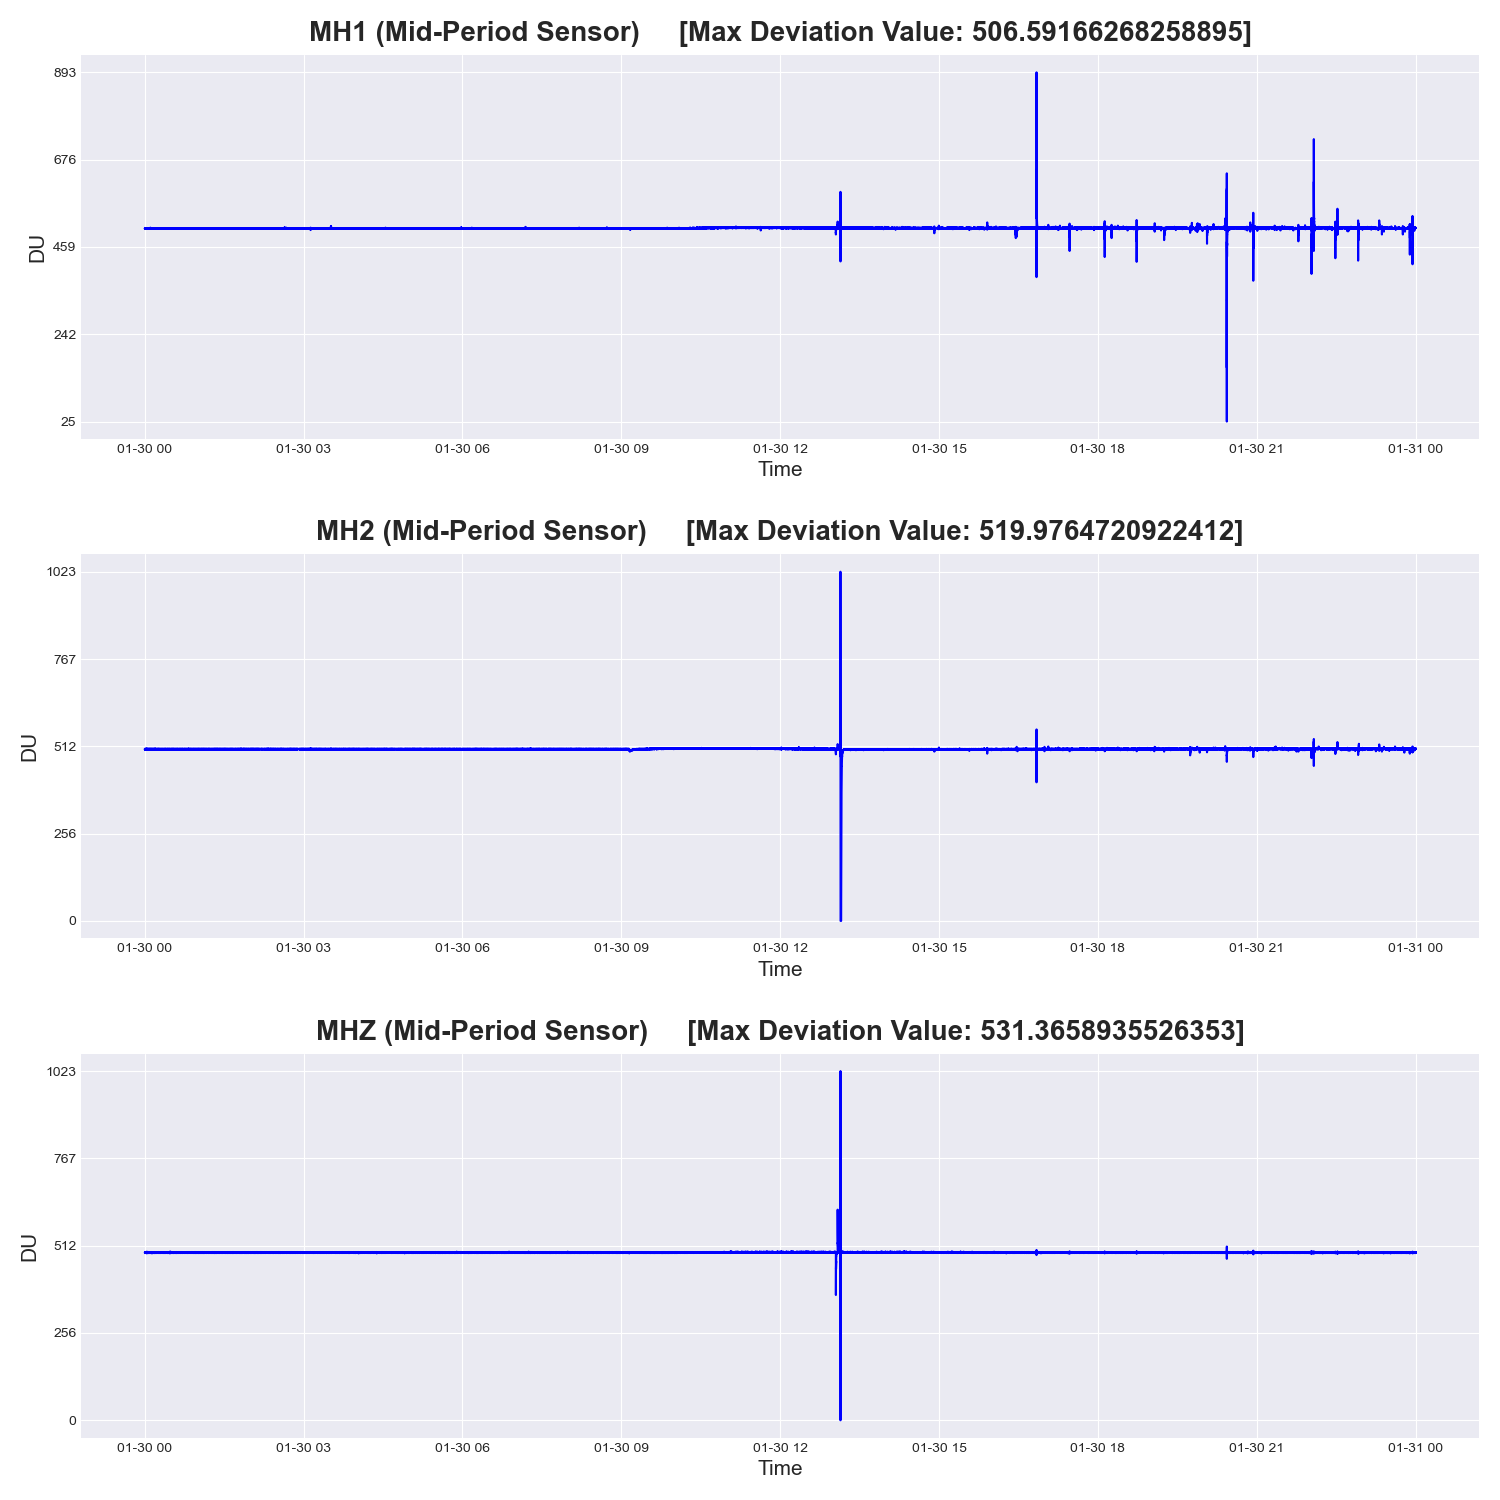 MH1 (Mid-Period Sensor) [Max Deviation Value: 506.59166268258895]
893
676
459
242
25
DU
01-30 00 01-30 03 01-30 06 01-30 09 01-30 12 01-30 15 01-30 18 01-30 21 01-31 00
Time
MH2 (Mid-Period Sensor) [Max Deviation Value: 519.9764720922412]
1023
767
512
256
0
DU
01-30 00 01-30 03 01-30 06 01-30 09 01-30 12 01-30 15 01-30 18 01-30 21 01-31 00
Time
MHZ (Mid-Period Sensor) [Max Deviation Value: 531.3658935526353]
1023
767
512
256
0
DU
01-30 00 01-30 03 01-30 06 01-30 09 01-30 12 01-30 15 01-30 18 01-30 21 01-31 00
Time